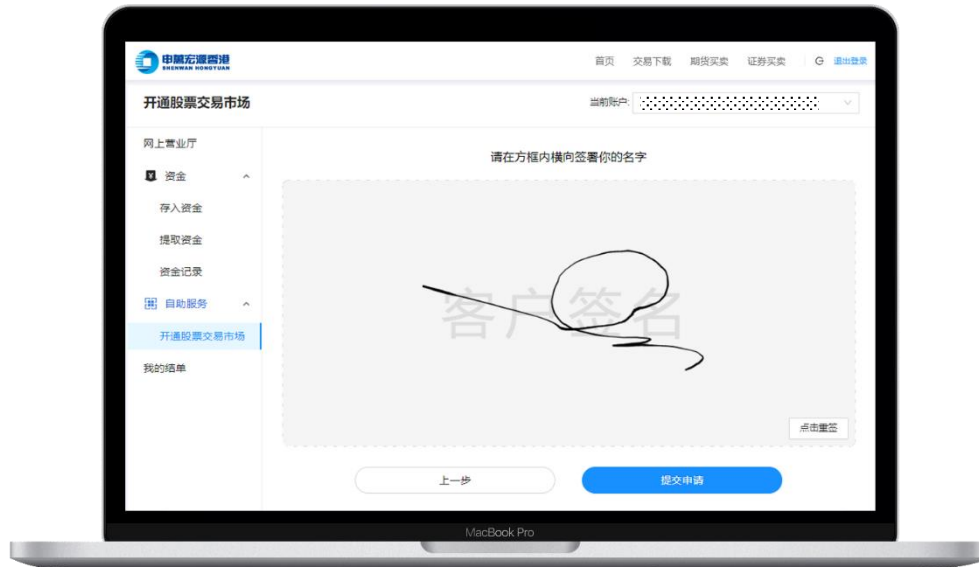 申萬宏源香港
SHENWAN HONGYUAN
首页 交易下载 期货买卖 证券买卖 退出登录
开通股票交易市场
当前账户:
网上营业厅
资金
存入资金
提取资金
资金记录
自助服务
开通股票交易市场
我的结单
请在方框内横向签署你的名字
客户签名
点击重签
上一步
提交申请
MacBook Pro